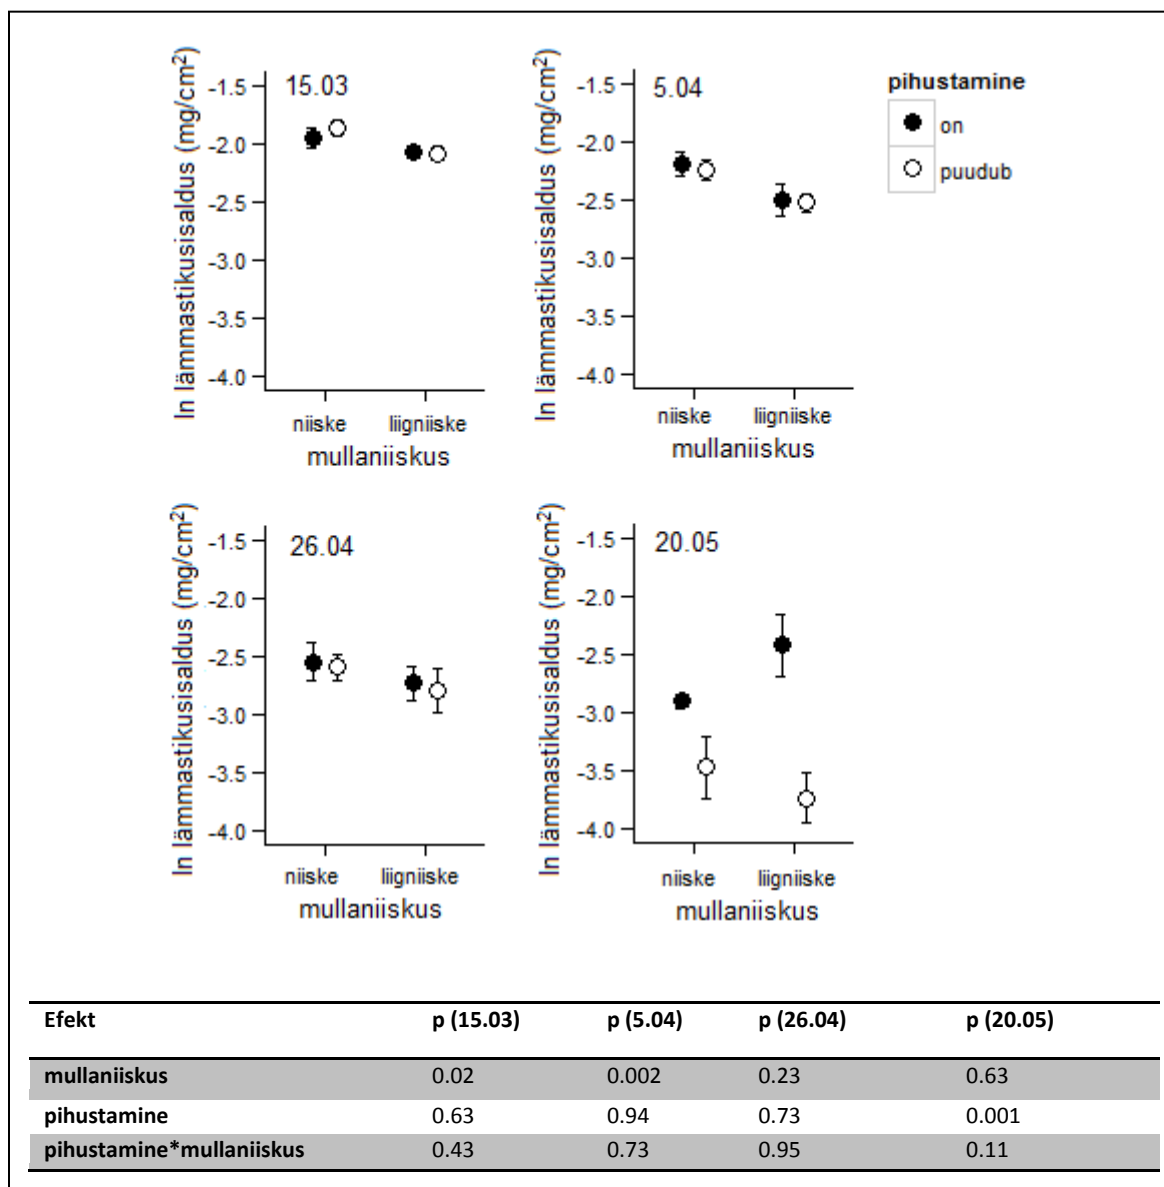 ln lämmastikusisaldus (mg/cm²)
15.03
-1.5
-2.0
-2.5
-3.0
-3.5
-4.0
niiske liigniiske
mullaniiskus
ln lämmastikusisaldus (mg/cm²)
5.04
-1.5
-2.0
-2.5
-3.0
-3.5
-4.0
niiske liigniiske
mullaniiskus
pihustamine
on
puudub
ln lämmastikusisaldus (mg/cm²)
26.04
-1.5
-2.0
-2.5
-3.0
-3.5
-4.0
niiske liigniiske
mullaniiskus
ln lämmastikusisaldus (mg/cm²)
20.05
-1.5
-2.0
-2.5
-3.0
-3.5
-4.0
niiske liigniiske
mullaniiskus
Efekt p (15.03) p (5.04) p (26.04) p (20.05)
mullaniiskus 0.02 0.002 0.23 0.63
pihustamine 0.63 0.94 0.73 0.001
pihustamine*mullaniiskus 0.43 0.73 0.95 0.11